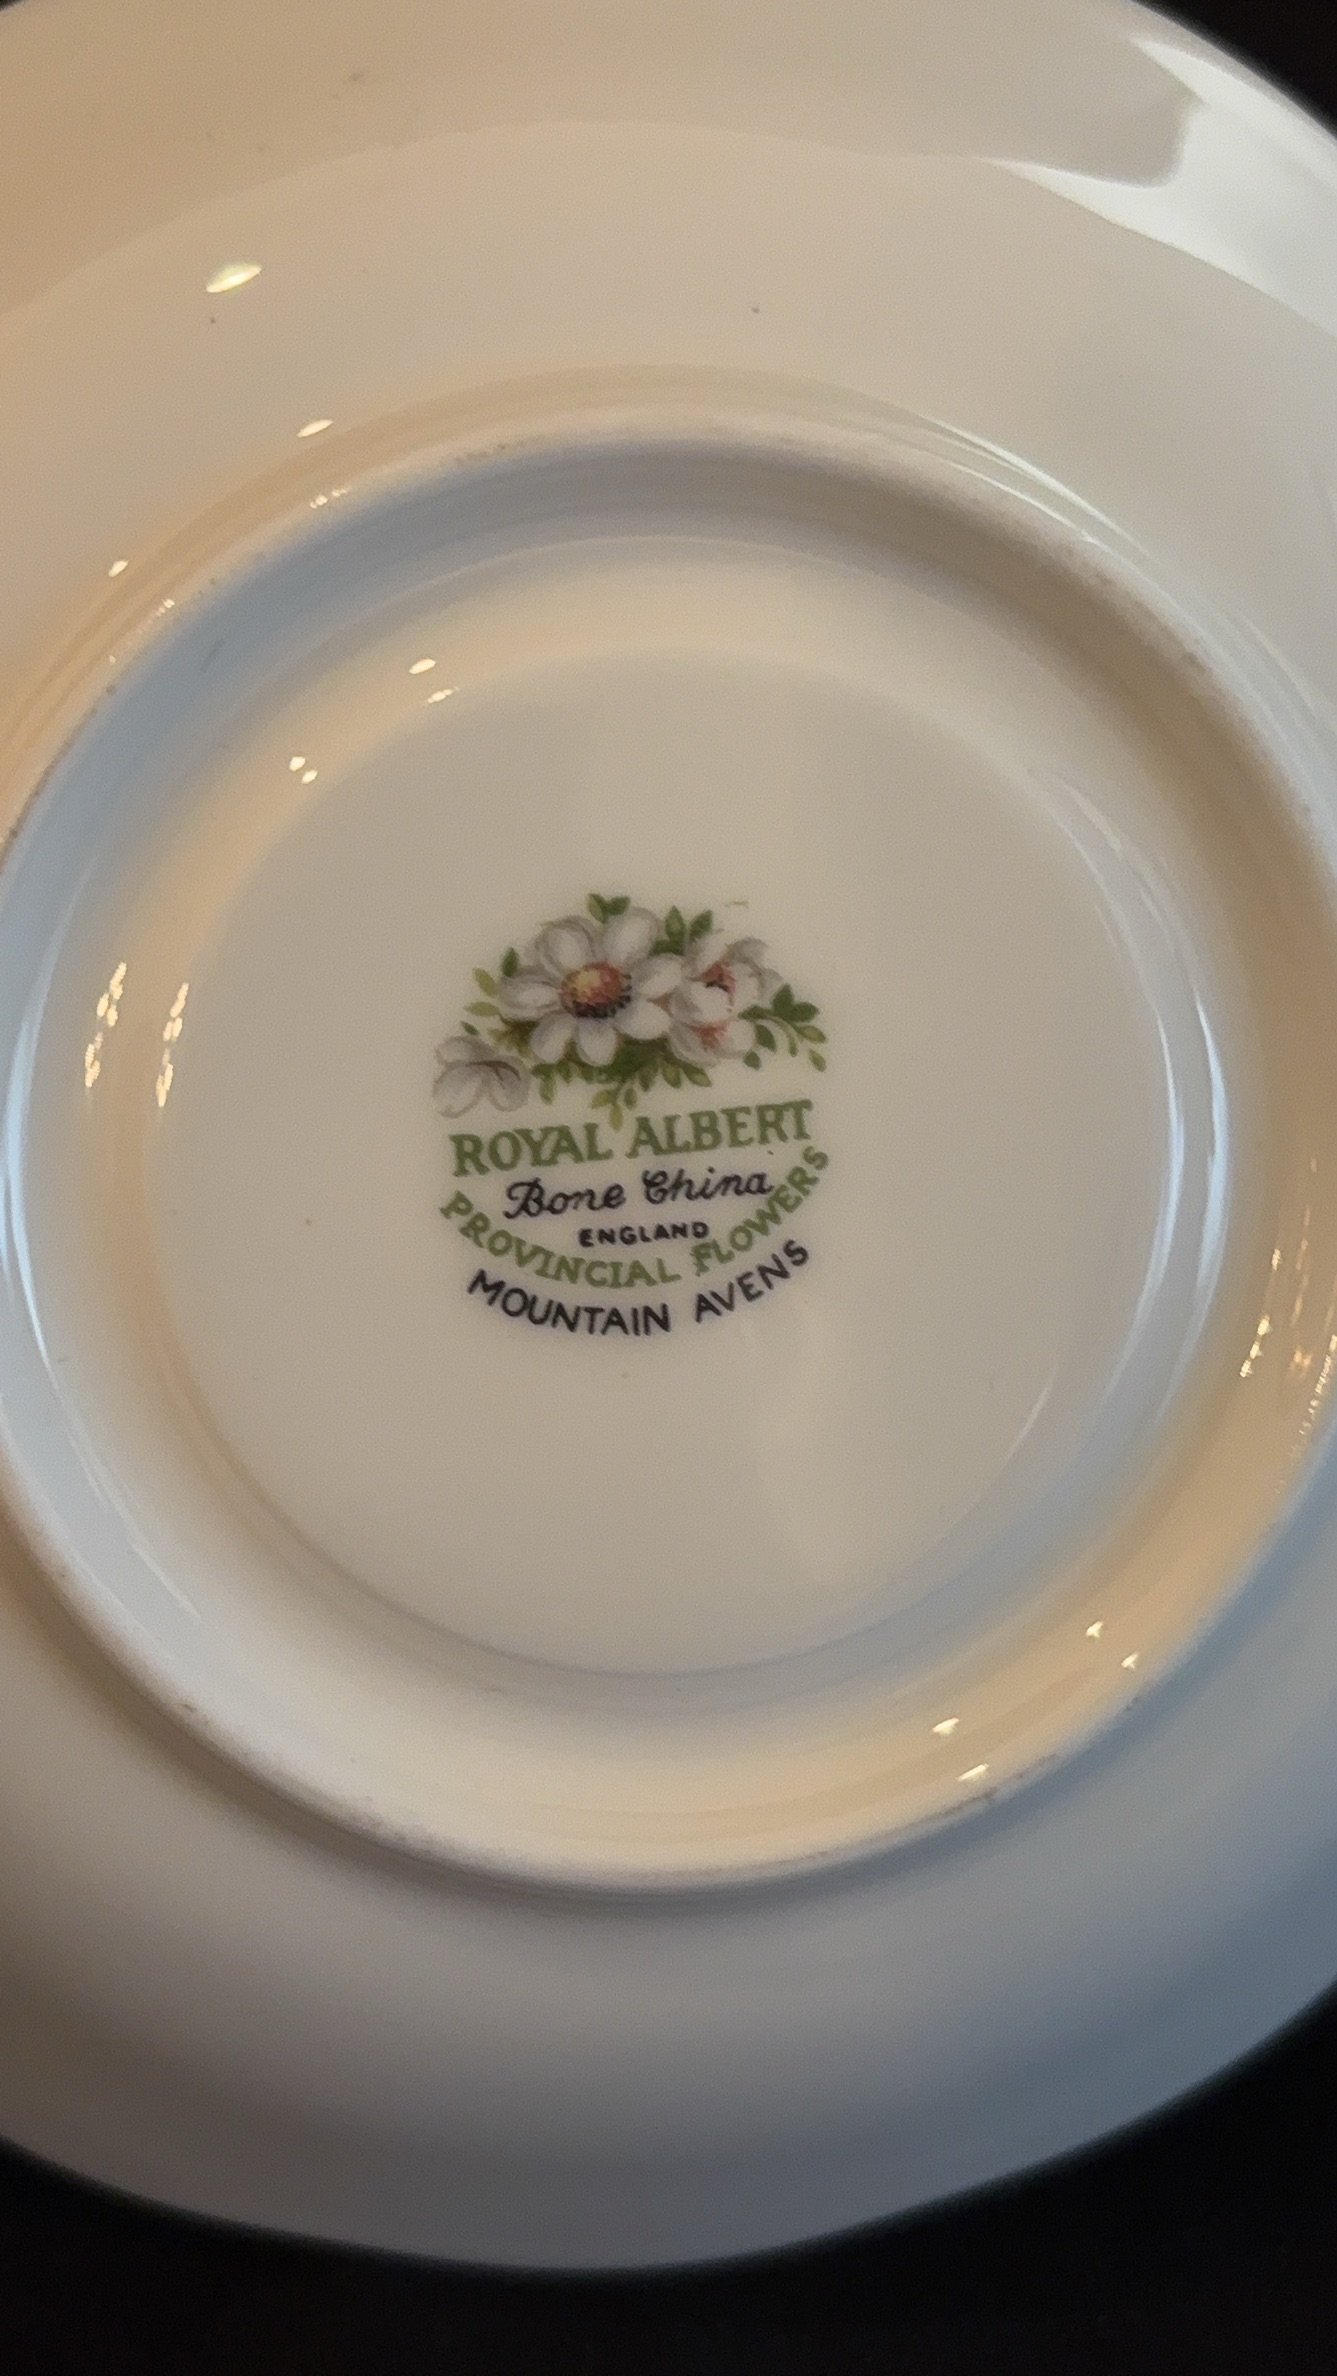 ROYAL ALBERT
Bone China
ENGLAND
PROVINCIAL FLOWERS
MOUNTAIN AVENS